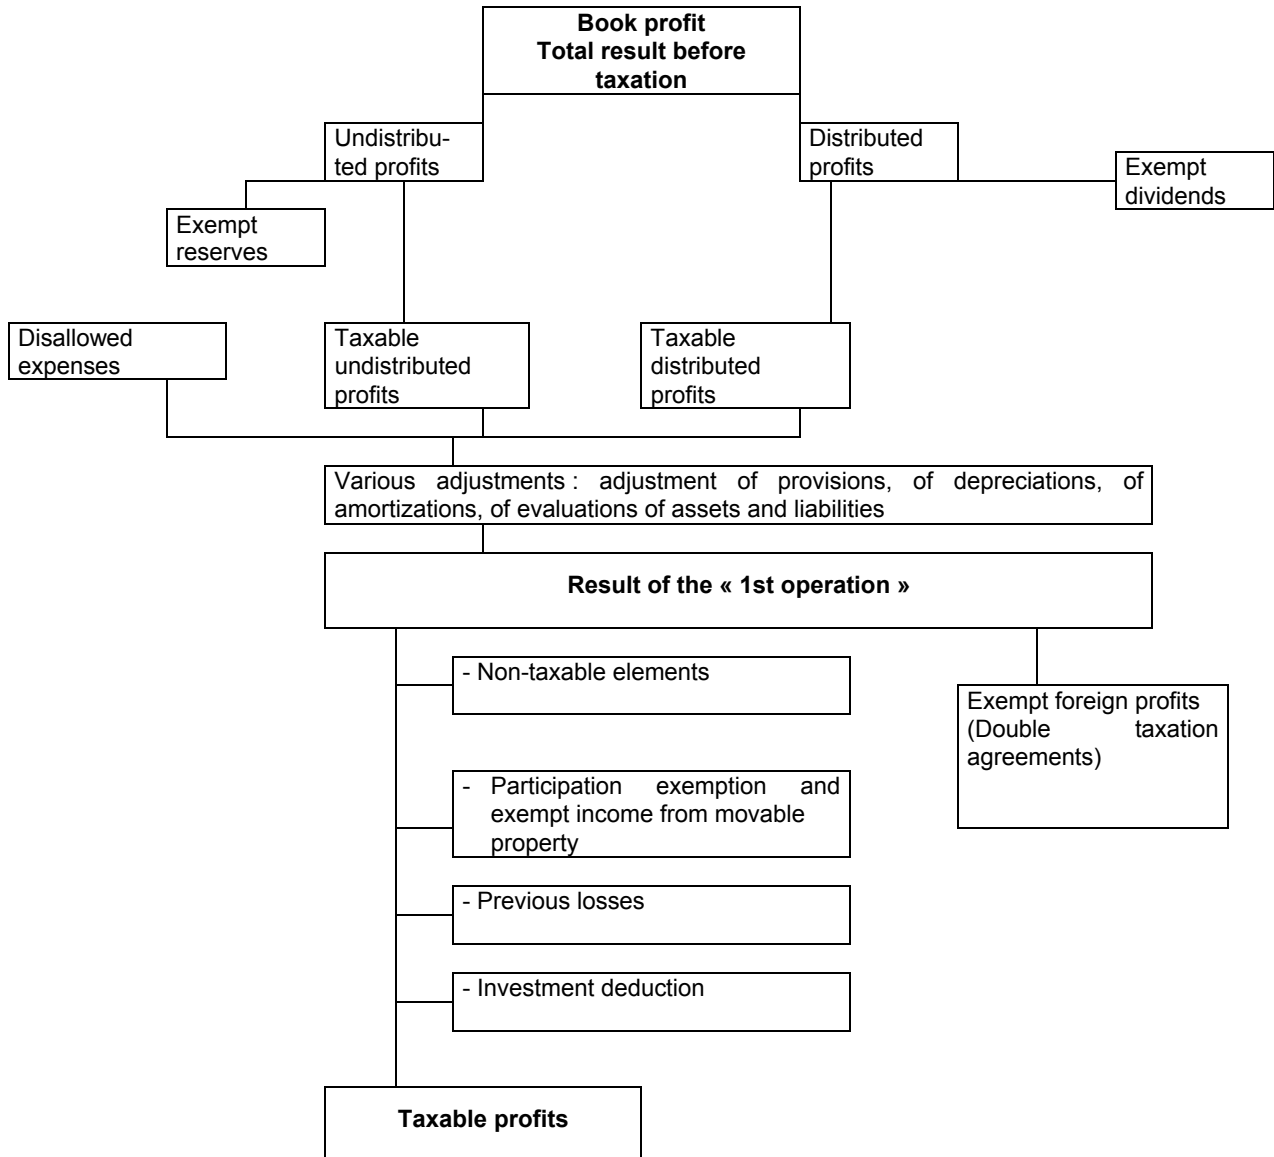 Book profit
Total result before
taxation
Undistribu-
ted profits
Distributed
profits
Exempt
dividends
Exempt
reserves
Disallowed
expenses
Taxable
undistributed
profits
Taxable
distributed
profits
Various adjustments : adjustment of provisions, of depreciations, of
amortizations, of evaluations of assets and liabilities
Result of the « 1st operation »
- Non-taxable elements
Exempt foreign profits
(Double taxation
agreements)
- Participation exemption and
exempt income from movable
property
- Previous losses
- Investment deduction
Taxable profits